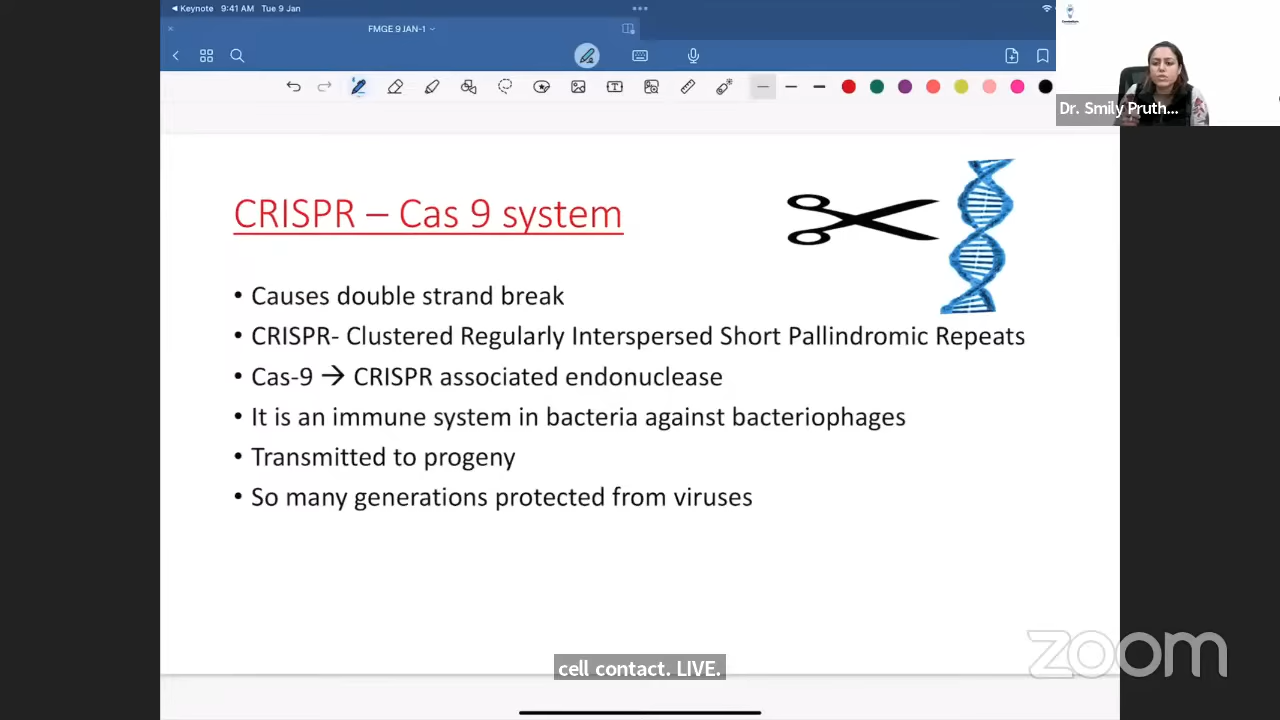 Keynote 9:41 AM Tue 9 Jan
FMGE 9 JAN-1
Dr. Smily Pruth...
CRISPR – Cas 9 system
• Causes double strand break
• CRISPR- Clustered Regularly Interspersed Short Pallindromic Repeats
• Cas-9 → CRISPR associated endonuclease
• It is an immune system in bacteria against bacteriophages
• Transmitted to progeny
• So many generations protected from viruses
zoom
cell contact. LIVE.